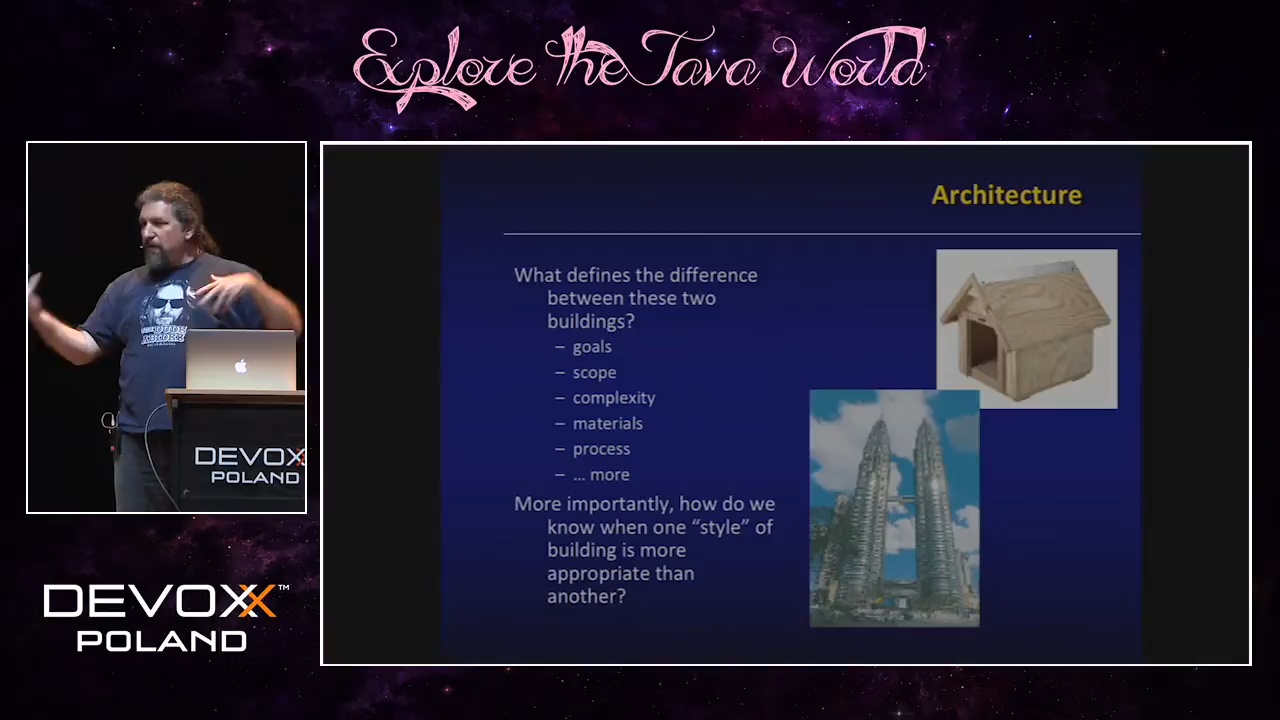 Explore the Java World
Architecture
What defines the difference
between these two
buildings?
– goals
– scope
– complexity
– materials
– process
– ... more
More importantly, how do we
know when one “style” of
building is more
appropriate than
another?
DEVOXX
POLAND
DEVOXX™
POLAND